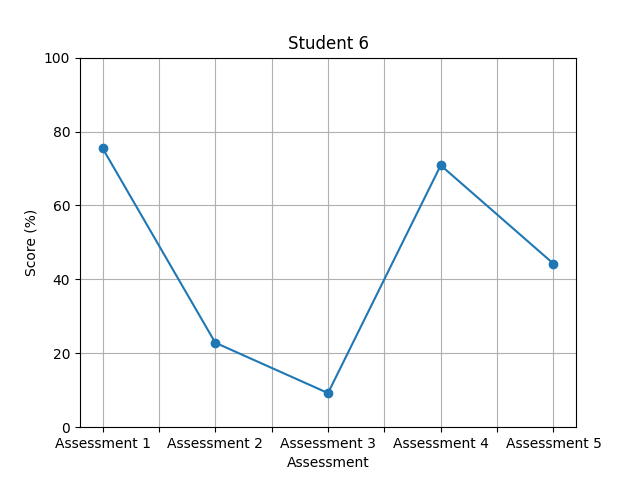 Student 6
100
80
60
40
20
0
Score (%)
Assessment 1 Assessment 2 Assessment 3 Assessment 4 Assessment 5
Assessment